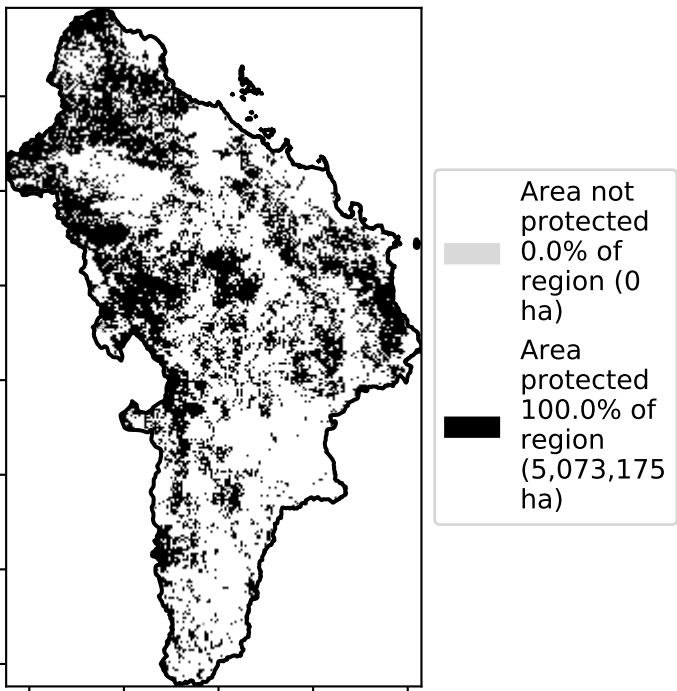 Area not
protected
0.0% of
region (0
ha)
Area
protected
100.0% of
region
(5,073,175
ha)